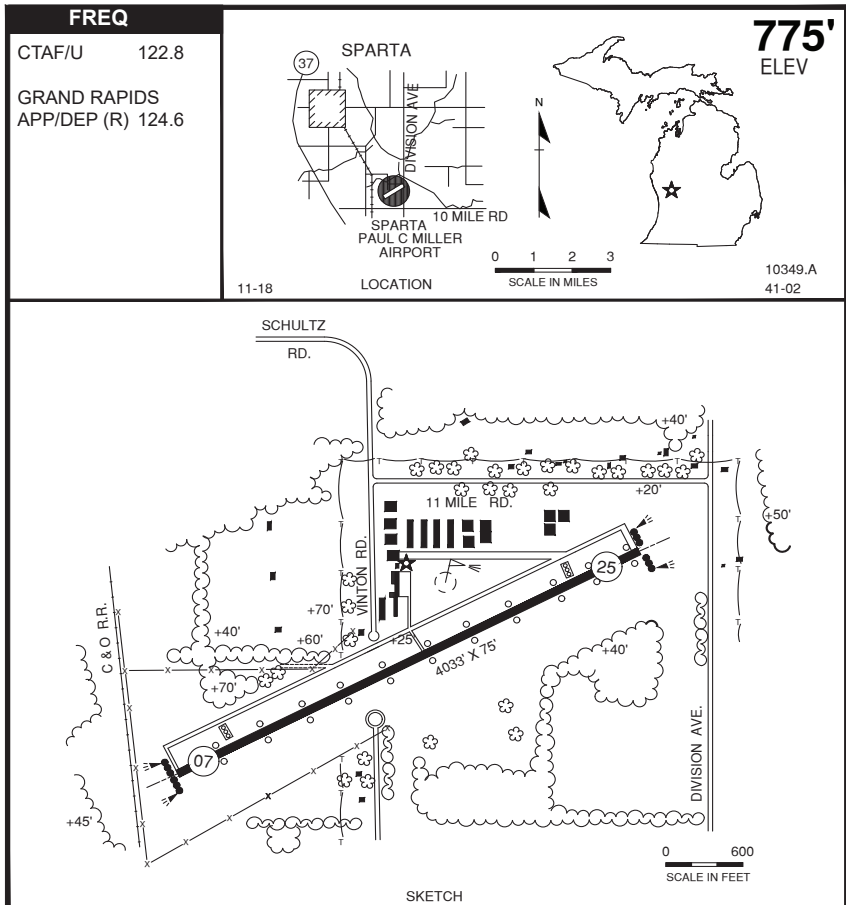 FREQ
CTAF/U 122.8
GRAND RAPIDS
APP/DEP (R) 124.6
37
SPARTA
DIVISION AVE
10 MILE RD
SPARTA
PAUL C MILLER
AIRPORT
11-18
LOCATION
N
0 1 2 3
SCALE IN MILES
775'
ELEV
10349.A
41-02
SCHULTZ
RD.
+40'
T T T T T T
11 MILE RD.
+20'
+50'
VINTON RD.
25
C & O R.R.
+70'
+40'
+60'
+25'
+70'
4033' X 75'
+40'
07
DIVISION AVE.
+45'
0 600
SCALE IN FEET
SKETCH